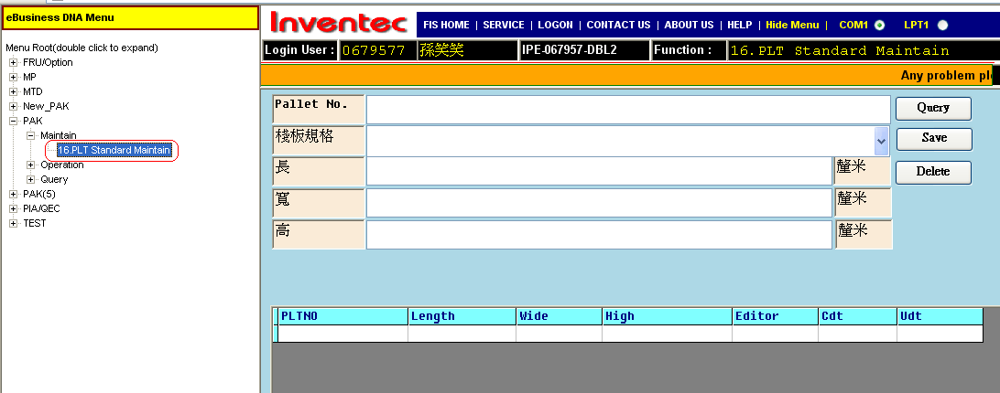 eBusiness DNA Menu
Menu Root(double click to expand)
FRU/Option
MP
MTD
New_PAK
PAK
Maintain
16.PLT Standard Maintain
Operation
Query
PAK(5)
PIA/QEC
TEST
Inventec
FIS HOME | SERVICE | LOGON | CONTACT US | ABOUT US | HELP | Hide Menu | COM1 LPT1
Login User : 0679577 孫笑笑 IPE-067957-DBL2 Function : 16.PLT Standard Maintain
Any problem pl
Pallet No. Query
棧板規格 Save
長 釐米 Delete
寬 釐米
高 釐米
PLTNO Length Wide High Editor Cdt Udt